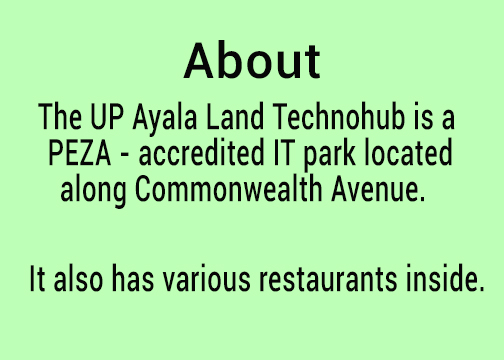 About
The UP Ayala Land Technohub is a
PEZA - accredited IT park located
along Commonwealth Avenue.
It also has various restaurants inside.